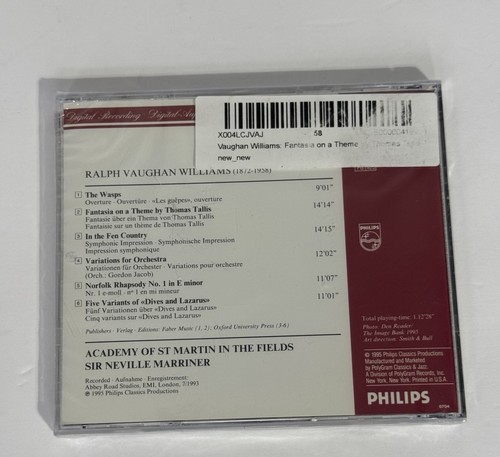 Digital Recording · Digital-Auf
X004LCJVAJ 58
Vaughan Williams: Fantasia on a Theme by Thomas
new_new
RALPH VAUGHAN WILLIAMS (1872-1958)
1 The Wasps 9'01"
Overture · Ouvertüre · «Les guêpes», ouverture
2 Fantasia on a Theme by Thomas Tallis 14'14"
Fantasie über ein Thema von Thomas Tallis
Fantaisie sur un thème de Thomas Tallis
3 In the Fen Country 14'15"
Symphonic Impression · Symphonische Impression
Impression symphonique
4 Variations for Orchestra 12'02"
Variationen für Orchester · Variations pour orchestre
(Orch.: Gordon Jacob)
5 Norfolk Rhapsody No. 1 in E minor 11'07"
Nr. 1 e-moll · nº 1 en mi mineur
6 Five Variants of «Dives and Lazarus» 11'01"
Fünf Variationen über «Dives and Lazarus»
Cinq variants sur «Dives and Lazarus»
Publishers · Verlag · Editions: Faber Music (1, 2); Oxford University Press (3-6)
ACADEMY OF ST MARTIN IN THE FIELDS
SIR NEVILLE MARRINER
Recorded · Aufnahme · Enregistrement:
Abbey Road Studios, EMI, London, 7/1993
℗ 1995 Philips Classics Productions
PHILIPS
Total playing-time: 1.12'26"
Photo: Den Reader/
The Image Bank 1995
Art direction: Smith & Bull
© 1995 Philips Classics Productions
Manufactured and Marketed
by PolyGram Classics & Jazz,
A Division of PolyGram Records, Inc.
New York, New York. Printed in U.S.A.
PHILIPS